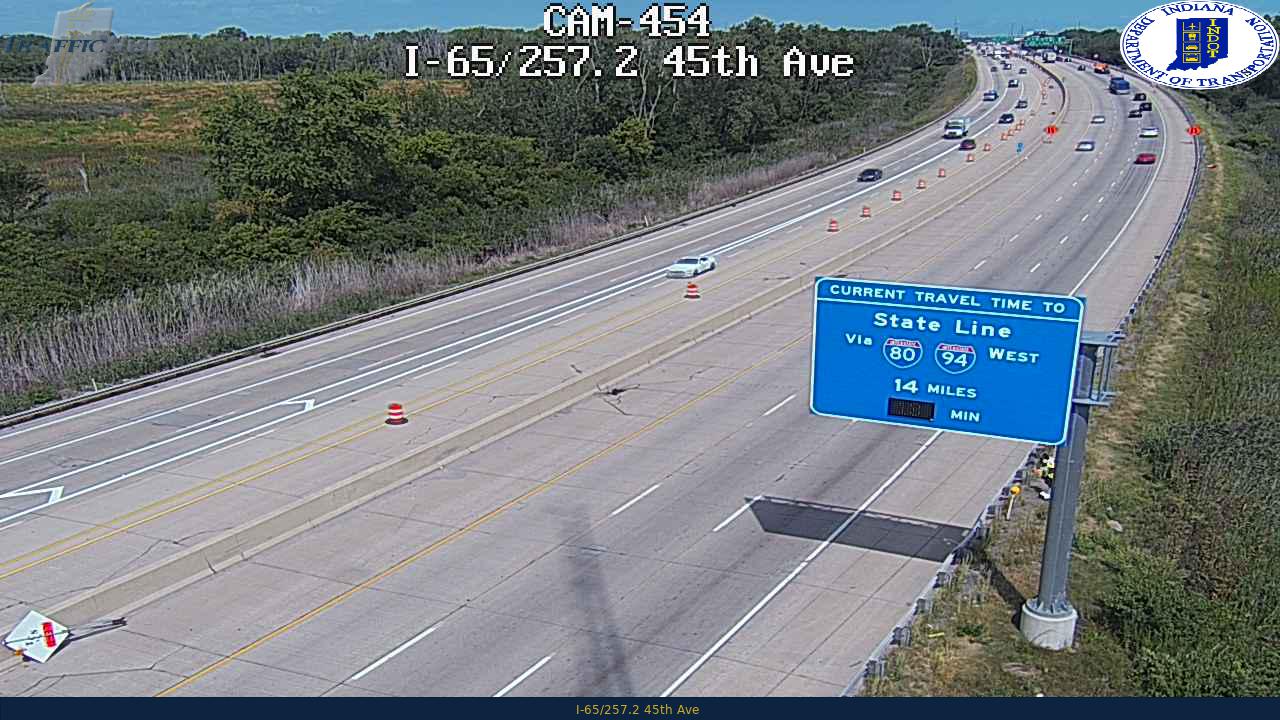 CAM-454
I-65/257.2 45th Ave
TRAFFIC
INDIANA
DEPARTMENT OF TRANSPORTATION
INDOT
CURRENT TRAVEL TIME TO
State Line
VIA 80 94 WEST
14 MILES
MIN
I-65/257.2 45th Ave